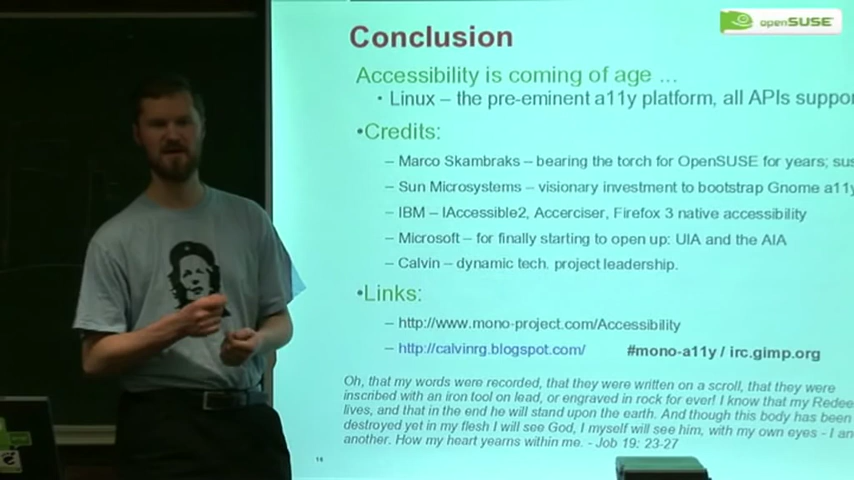 openSUSE
Conclusion
Accessibility is coming of age ...
• Linux – the pre-eminent a11y platform, all APIs suppor
•Credits:
– Marco Skambraks – bearing the torch for OpenSUSE for years; sus
– Sun Microsystems – visionary investment to bootstrap Gnome a11y
– IBM – IAccessible2, Accerciser, Firefox 3 native accessibility
– Microsoft – for finally starting to open up: UIA and the AIA
– Calvin – dynamic tech. project leadership.
•Links:
– http://www.mono-project.com/Accessibility
– http://calvinrg.blogspot.com/ #mono-a11y / irc.gimp.org
Oh, that my words were recorded, that they were written on a scroll, that they were
inscribed with an iron tool on lead, or engraved in rock for ever! I know that my Redee
lives, and that in the end he will stand upon the earth. And though this body has been
destroyed yet in my flesh I will see God, I myself will see him, with my own eyes - I an
another. How my heart yearns within me. - Job 19: 23-27